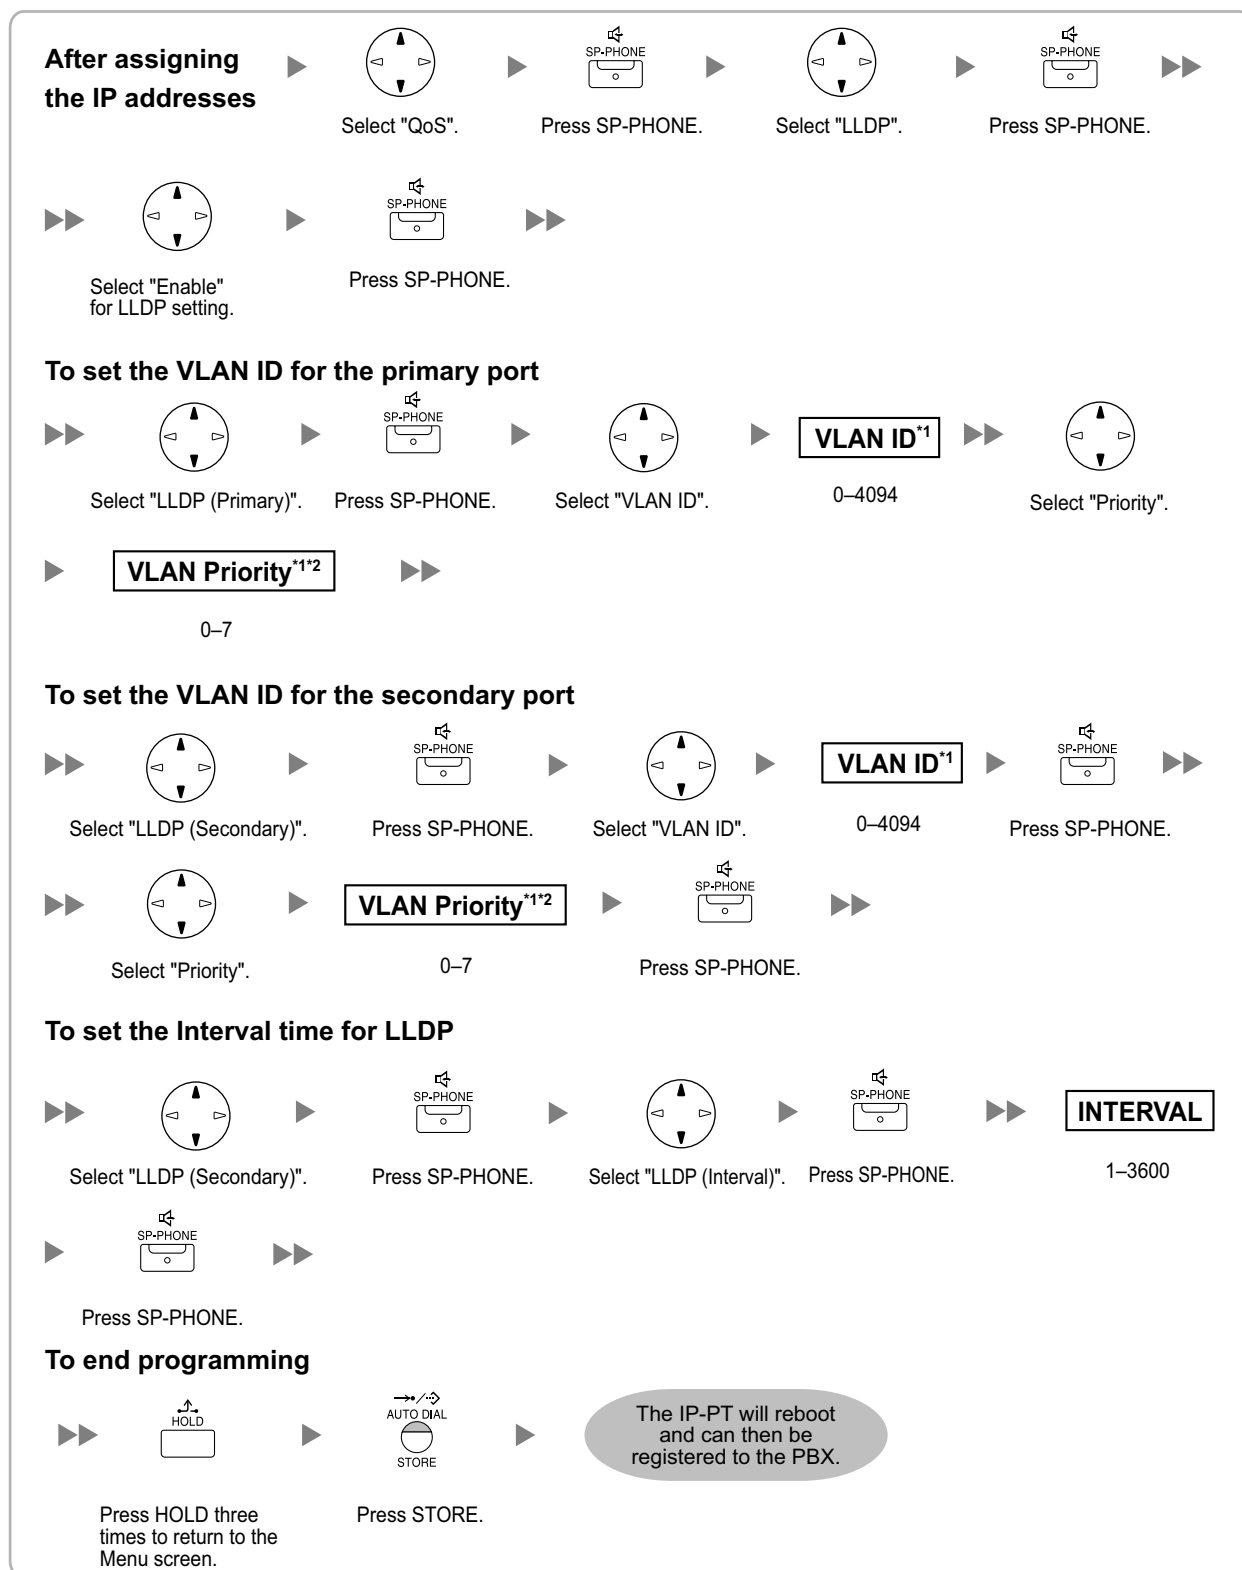 After assigning
the IP addresses
SP-PHONE
SP-PHONE
Select "QoS".
Press SP-PHONE.
Select "LLDP".
Press SP-PHONE.
SP-PHONE
Select "Enable"
for LLDP setting.
Press SP-PHONE.
To set the VLAN ID for the primary port
SP-PHONE
VLAN ID*1
Select "LLDP (Primary)".
Press SP-PHONE.
Select "VLAN ID".
0–4094
Select "Priority".
VLAN Priority*1*2
0–7
To set the VLAN ID for the secondary port
SP-PHONE
VLAN ID*1
SP-PHONE
Select "LLDP (Secondary)".
Press SP-PHONE.
Select "VLAN ID".
0–4094
Press SP-PHONE.
VLAN Priority*1*2
SP-PHONE
Select "Priority".
0–7
Press SP-PHONE.
To set the Interval time for LLDP
SP-PHONE
SP-PHONE
INTERVAL
Select "LLDP (Secondary)".
Press SP-PHONE.
Select "LLDP (Interval)".
Press SP-PHONE.
1–3600
SP-PHONE
Press SP-PHONE.
To end programming
HOLD
AUTO DIAL
STORE
The IP-PT will reboot
and can then be
registered to the PBX.
Press HOLD three
times to return to the
Menu screen.
Press STORE.